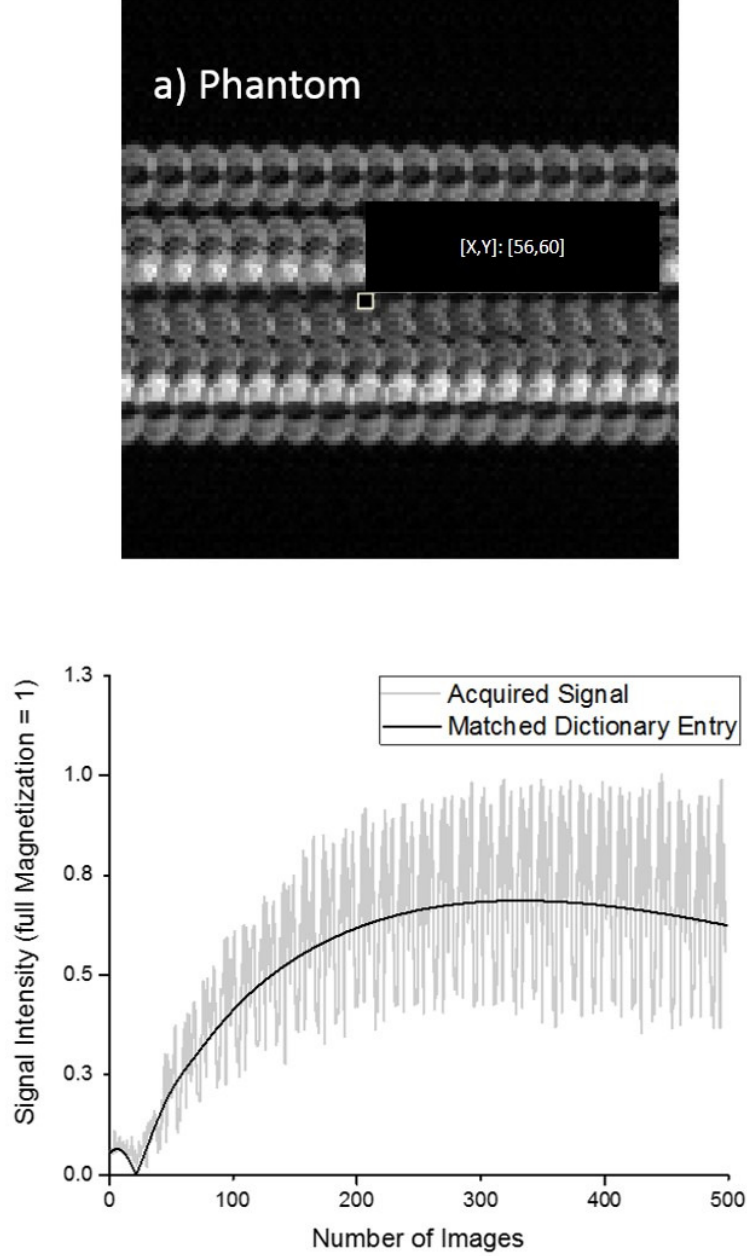 a) Phantom
[X,Y]: [56,60]
Signal Intensity (full Magnetization = 1)
1.3
1.0
0.8
0.5
0.3
0.0
Acquired Signal
Matched Dictionary Entry
0
100
200
300
400
500
Number of Images